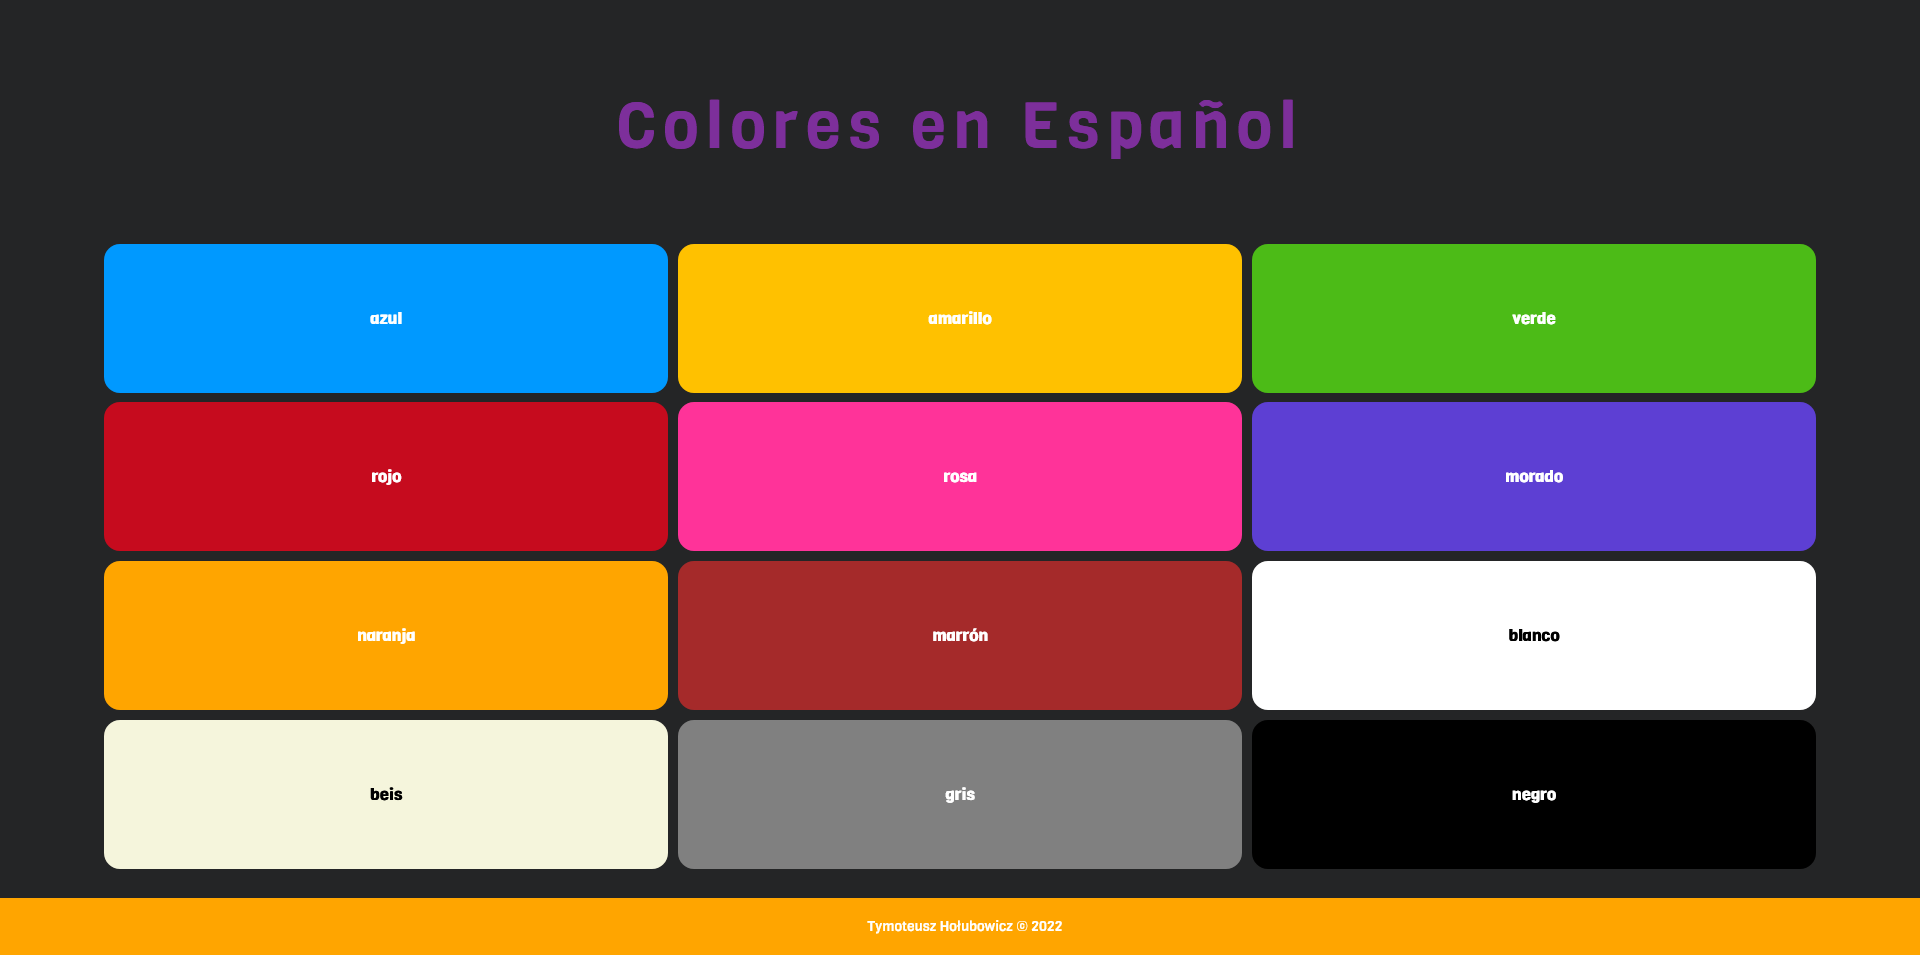 Colores en Español
azul
amarillo
verde
rojo
rosa
morado
naranja
marrón
blanco
beis
gris
negro
Tymoteusz Hołubowicz © 2022